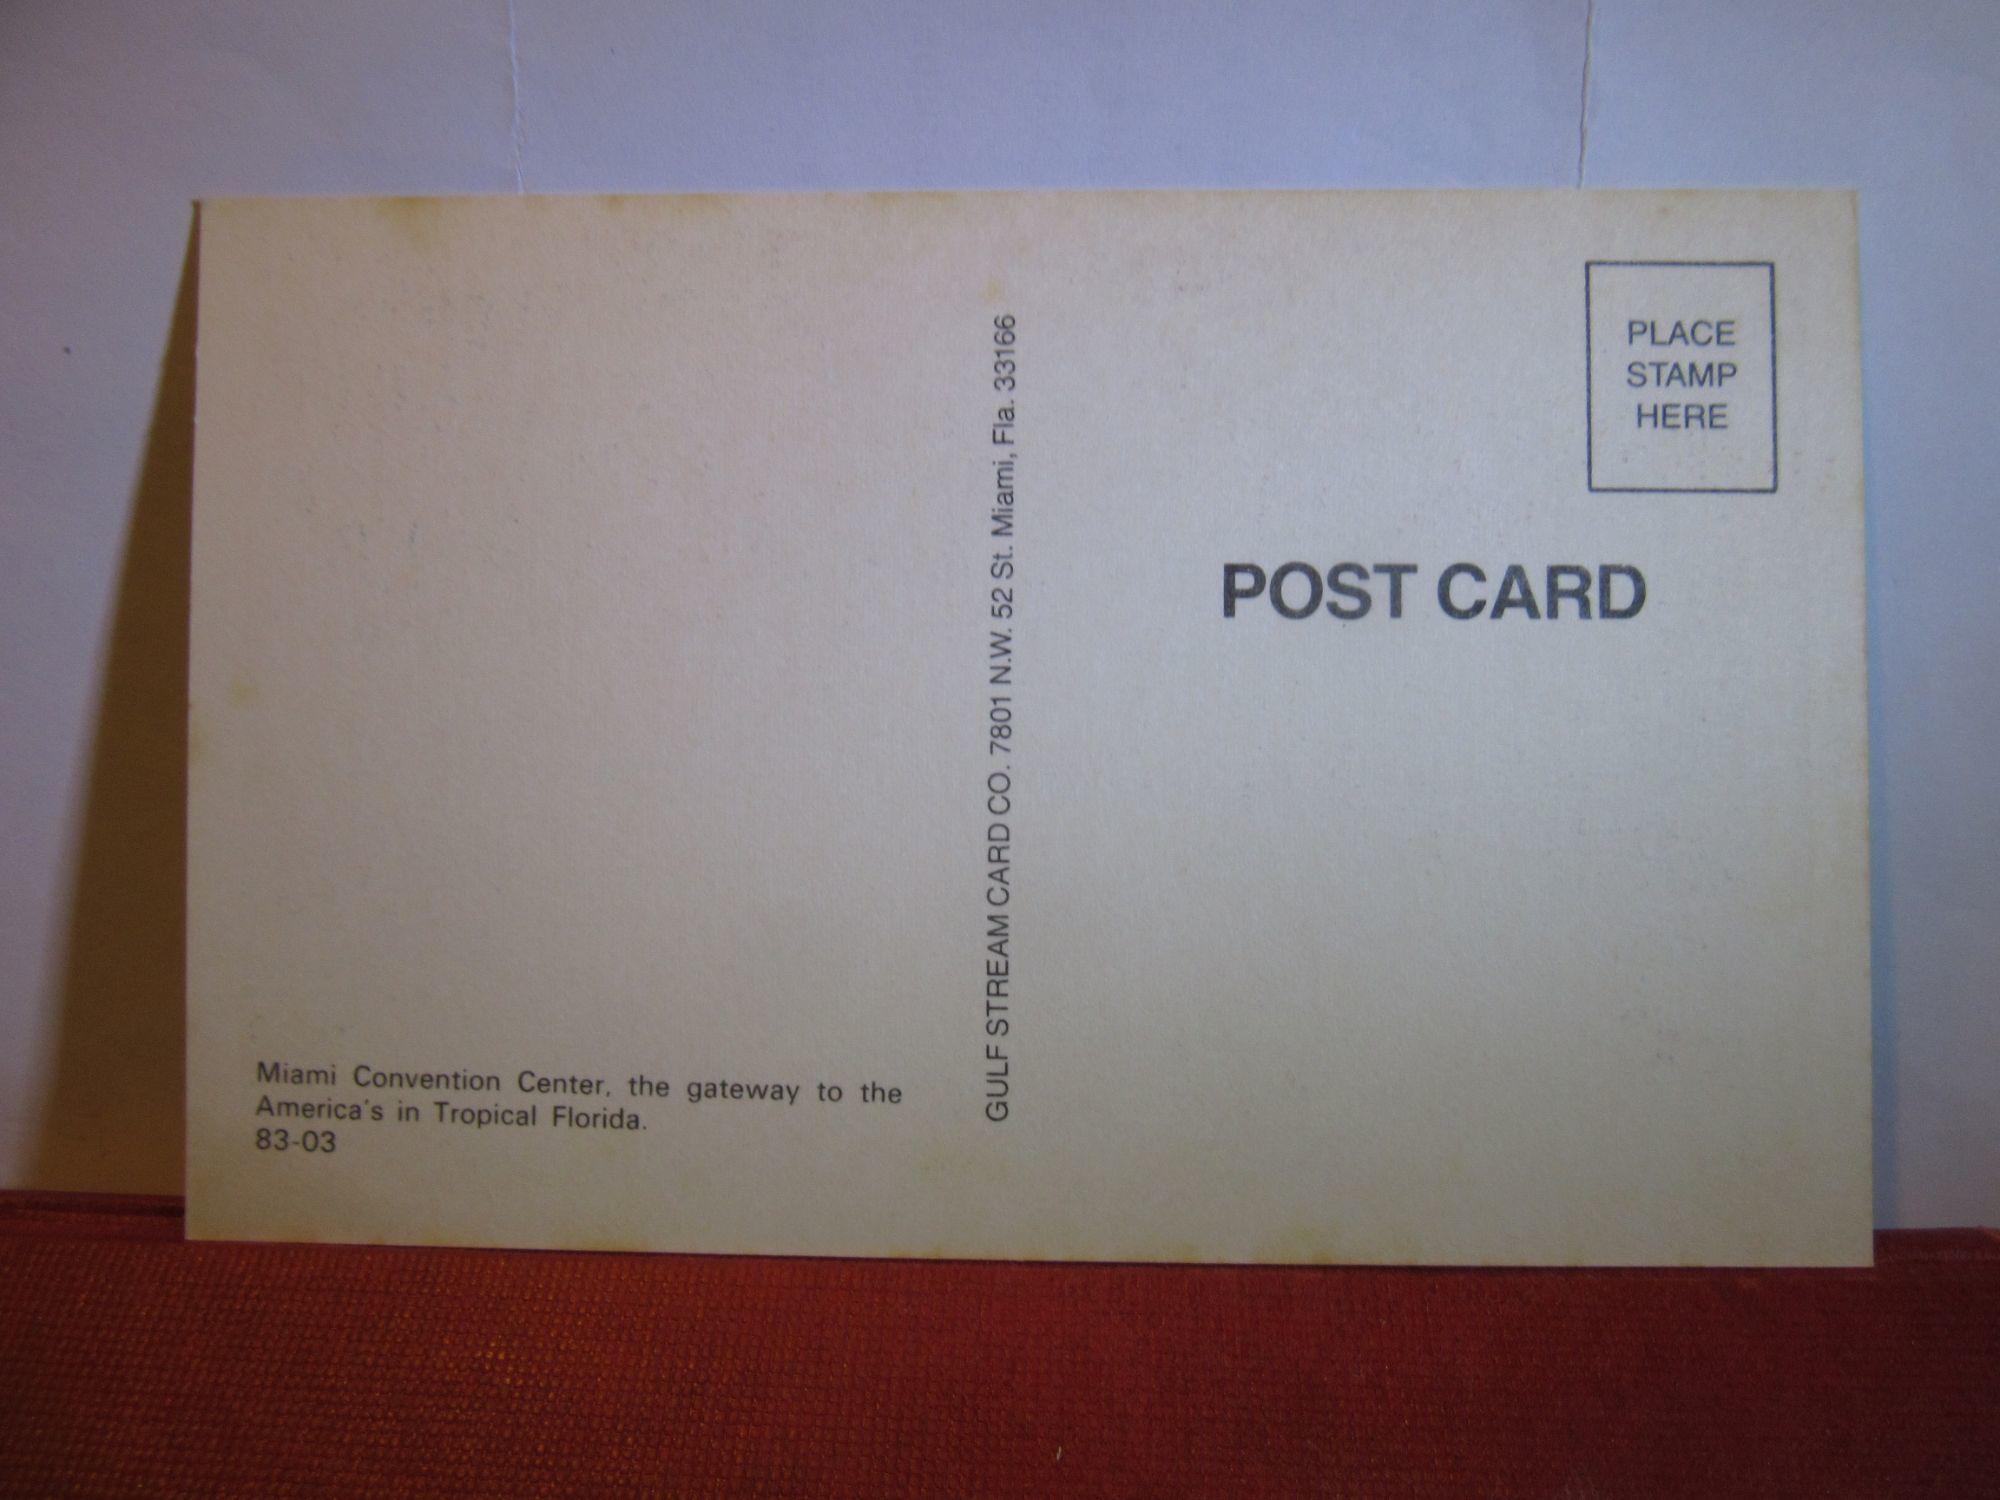 Miami Convention Center, the gateway to the
America's in Tropical Florida.
83-03
GULF STREAM CARD CO. 7801 N.W. 52 St. Miami, Fla. 33166
PLACE
STAMP
HERE
POST CARD